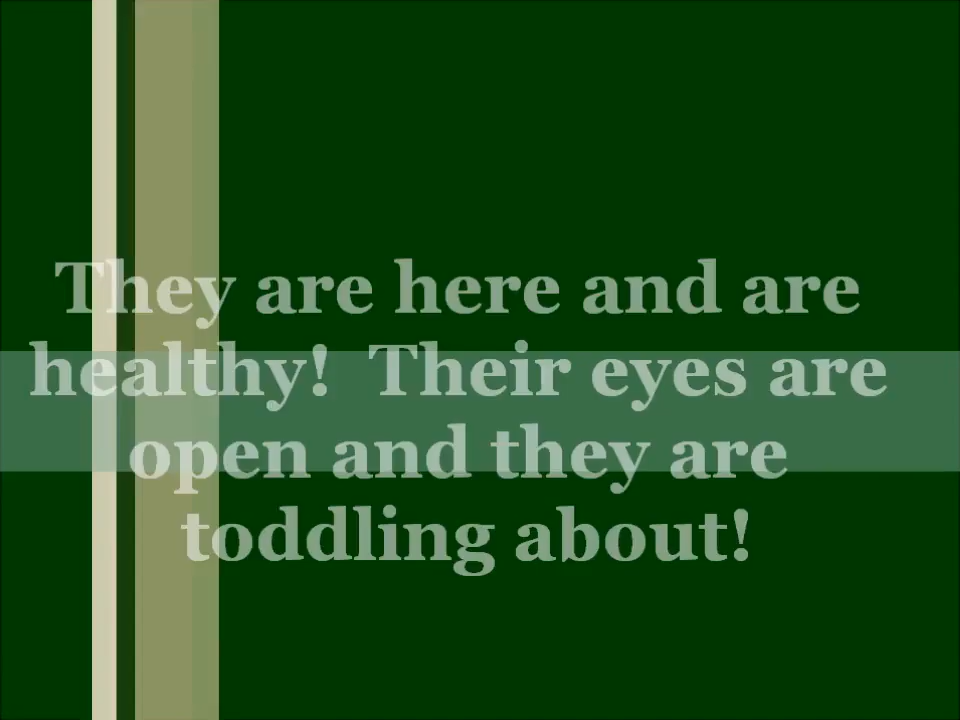 They are here and are
healthy!  Their eyes are
open and they are
toddling about!